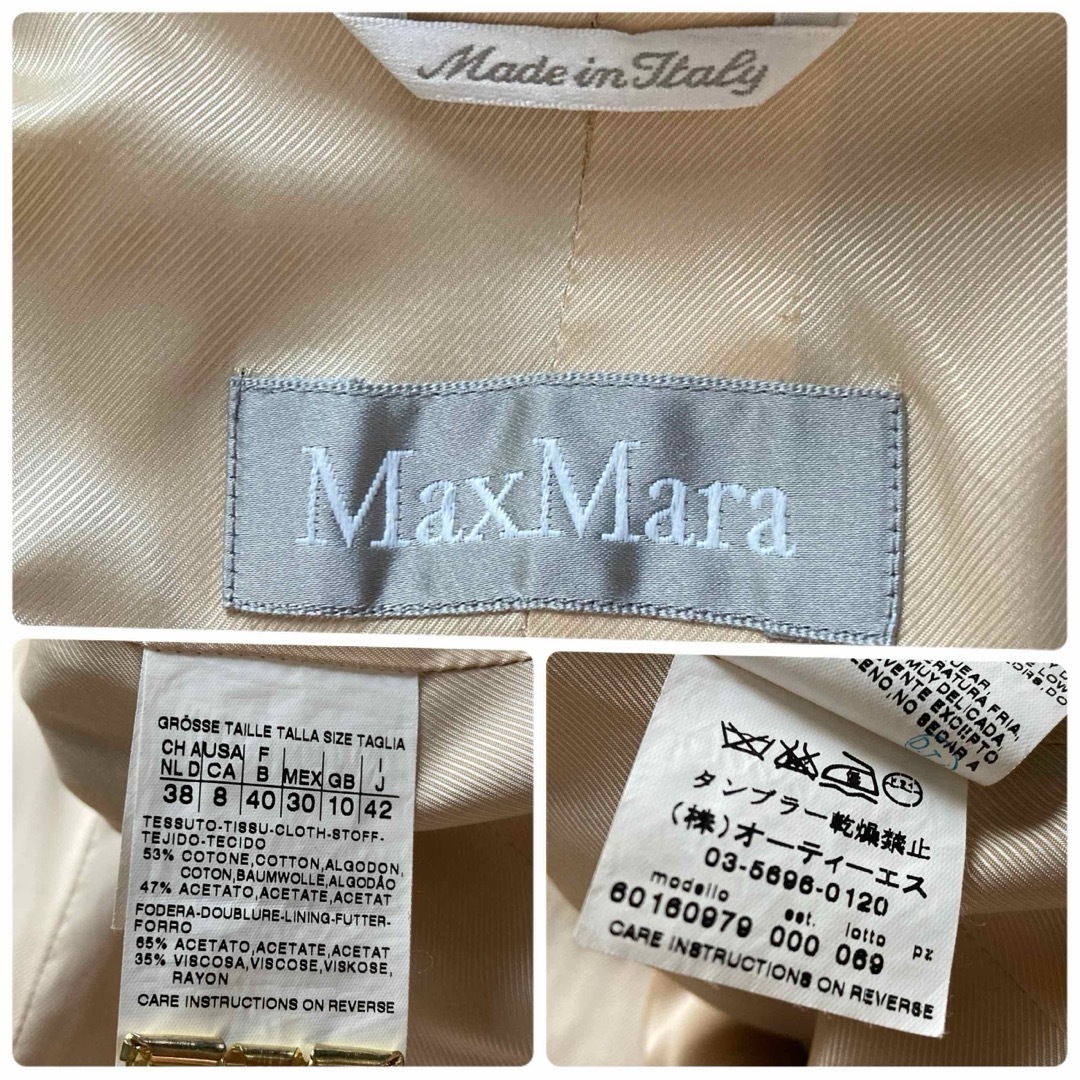 Made in Italy
MaxMara
GRÖSSE TAILLE TALLA SIZE TAGLIA
CH A USA F I
NL D CA B MEX GB J
38 8 40 30 10 42
TESSUTO-TISSU-CLOTH-STOFF-
TEJIDO-TECIDO
53% COTONE,COTTON,ALGODON,
COTON,BAUMWOLLE,ALGODÃO
47% ACETATO,ACETATE,ACETAT
FODERA-DOUBLURE-LINING-FUTTER-
FORRO
65% ACETATO,ACETATE,ACETAT
35% VISCOSA,VISCOSE,VISKOSE,
RAYON
CARE INSTRUCTIONS ON REVERSE
MUY DELICADA,
NO SECAR A
タンブラー乾燥禁止
(株)オーティーエス
03-5696-0120
modello est. lotto pz
60160979 000 069
CARE INSTRUCTIONS ON REVERSE